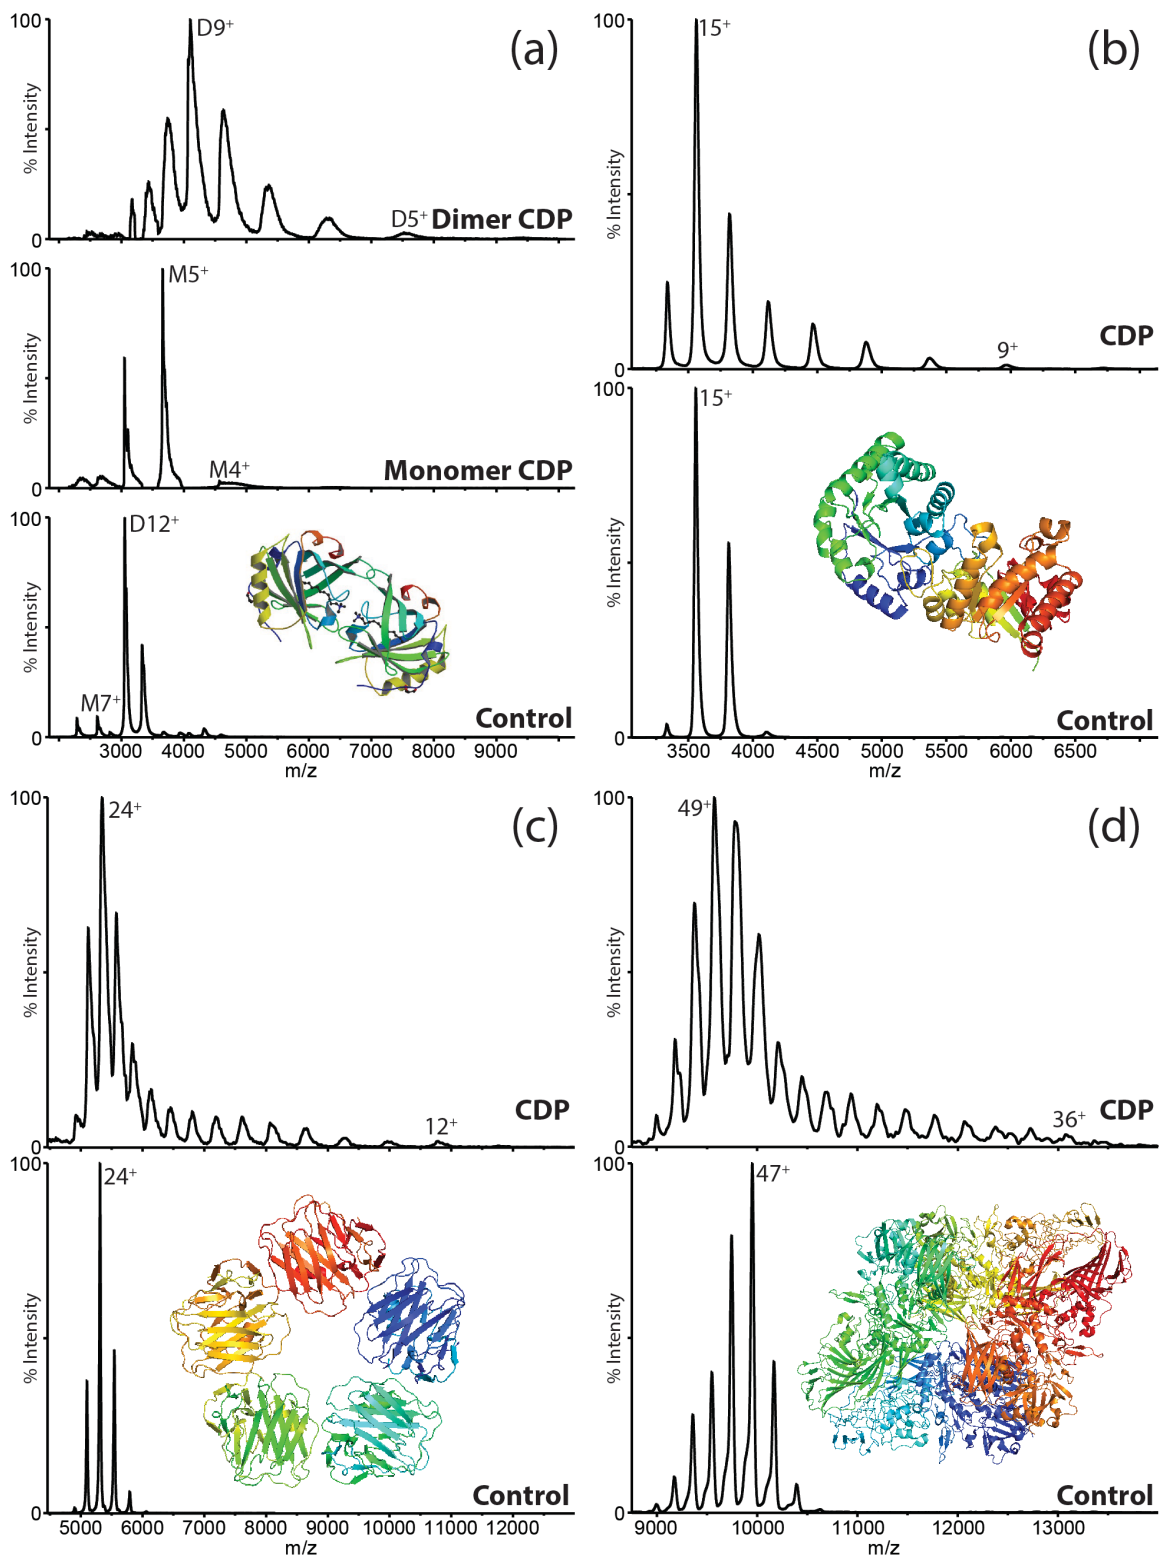 100
D9+
(a)
% Intensity
D5+ Dimer CDP
0
100
M5+
% Intensity
M4+
Monomer CDP
0
100
D12+
% Intensity
M7+
Control
0
3000 4000 5000 6000 7000 8000 9000
m/z
100
15+
(b)
% Intensity
CDP
9+
0
100
15+
% Intensity
Control
0
3500 4000 4500 5000 5500 6000 6500
m/z
100
24+
(c)
% Intensity
12+
CDP
0
100
24+
% Intensity
Control
0
5000 6000 7000 8000 9000 10000 11000 12000
m/z
100
49+
(d)
% Intensity
36+
CDP
0
100
47+
% Intensity
Control
0
9000 10000 11000 12000 13000
m/z